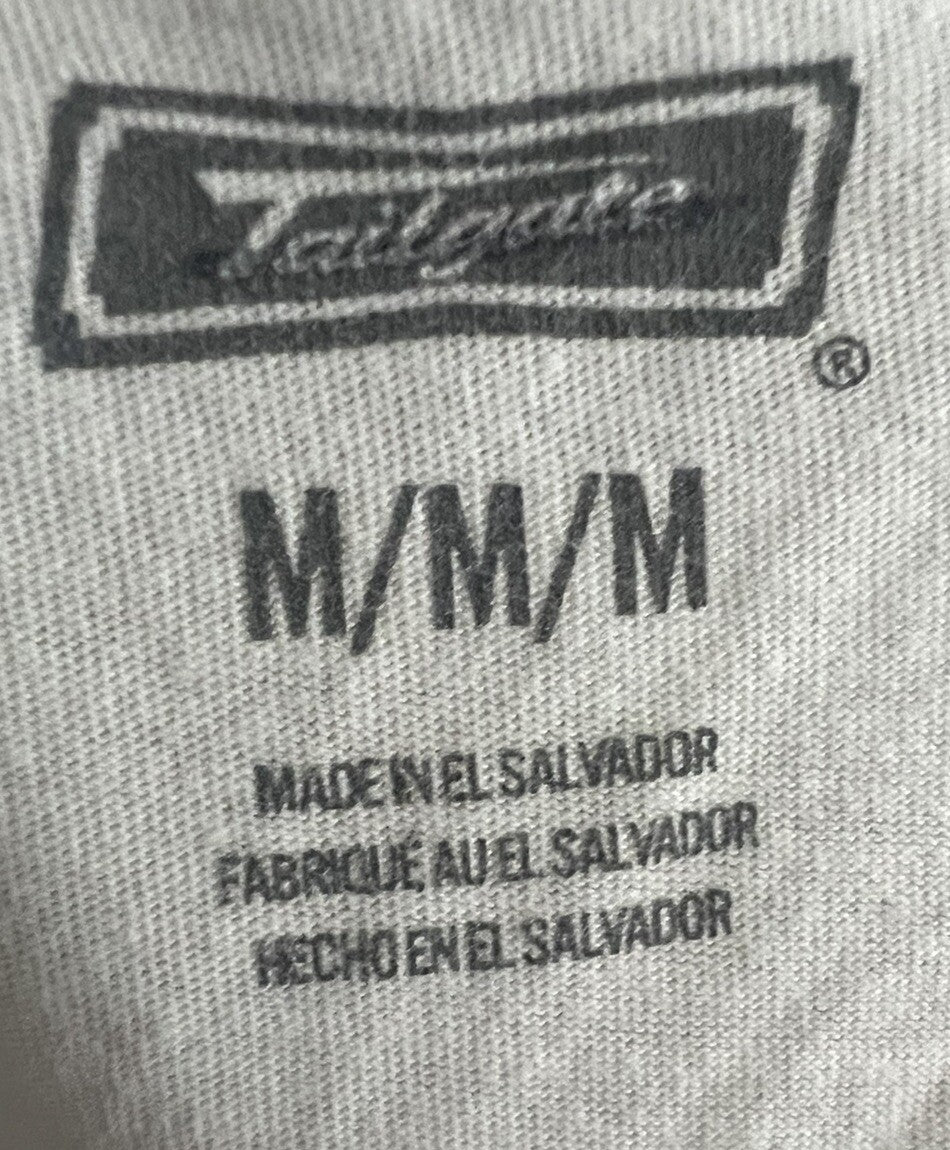 Tailgate
®
M/M/M
MADE IN EL SALVADOR
FABRIQUÉ AU EL SALVADOR
HECHO EN EL SALVADOR